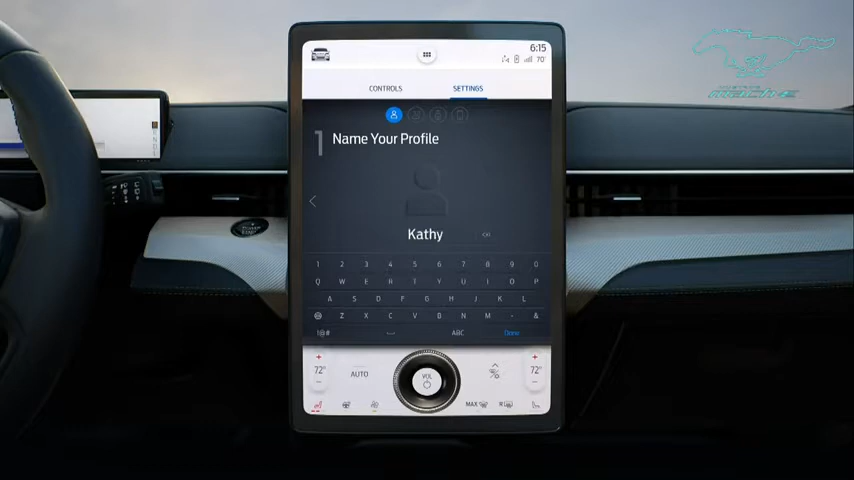 6:15
70°
CONTROLS SETTINGS
1 Name Your Profile
Kathy
1 2 3 4 5 6 7 8 9 0
Q W E R T Y U I O P
A S D F G H J K L
Z X C V B N M - &
!@# ABC Done
72° AUTO VOL 72°
MAX R